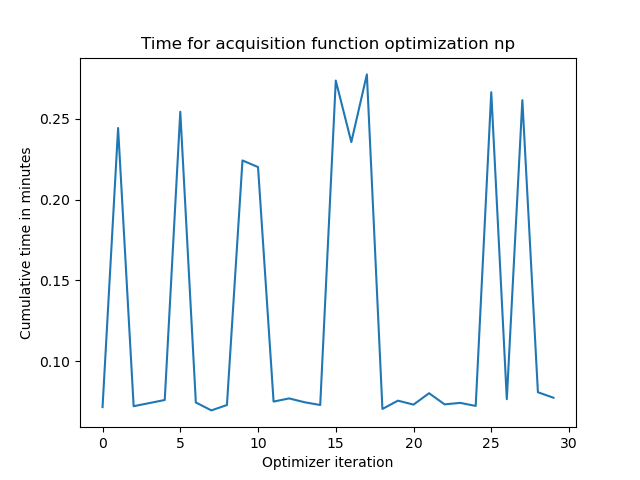 Time for acquisition function optimization np
Cumulative time in minutes
0.25
0.20
0.15
0.10
0 5 10 15 20 25 30
Optimizer iteration